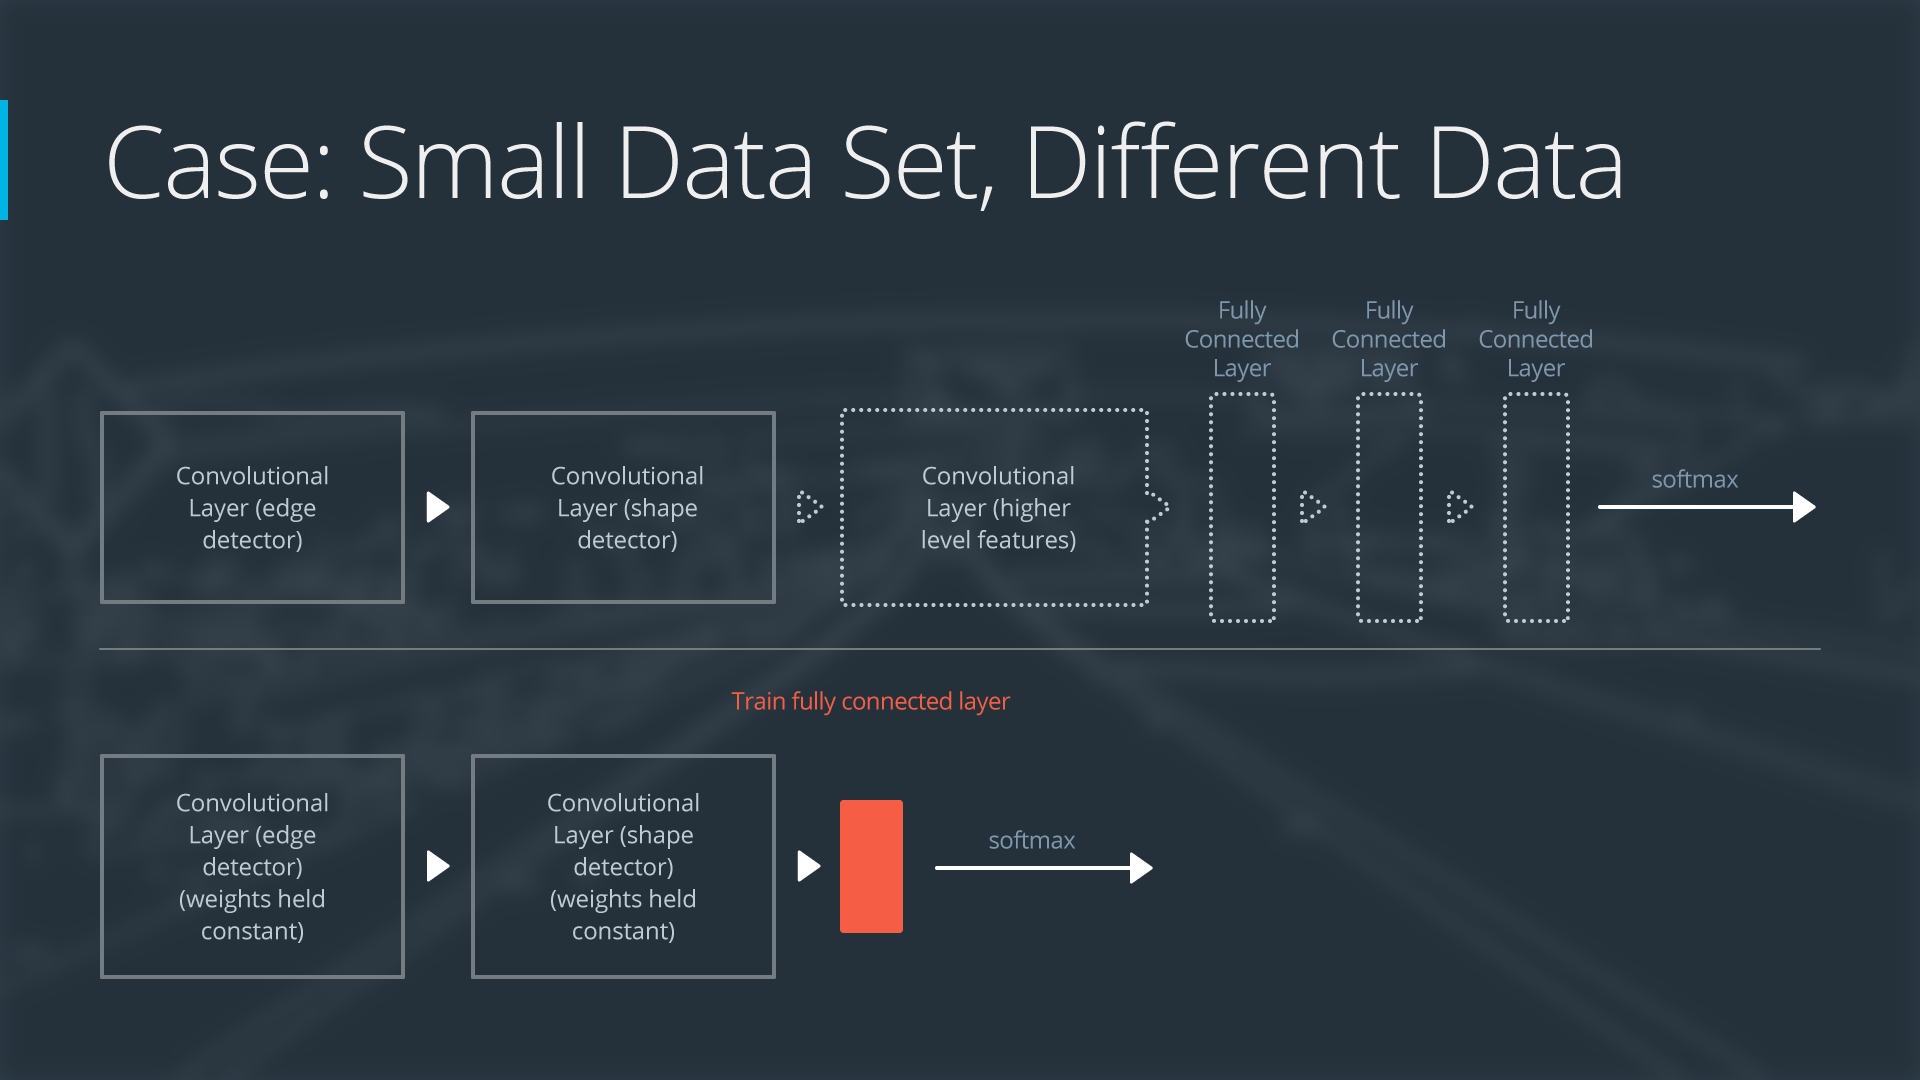 Case: Small Data Set, Different Data
Fully
Connected
Layer
Fully
Connected
Layer
Fully
Connected
Layer
Convolutional
Layer (edge
detector)
Convolutional
Layer (shape
detector)
Convolutional
Layer (higher
level features)
softmax
Train fully connected layer
Convolutional
Layer (edge
detector)
(weights held
constant)
Convolutional
Layer (shape
detector)
(weights held
constant)
softmax